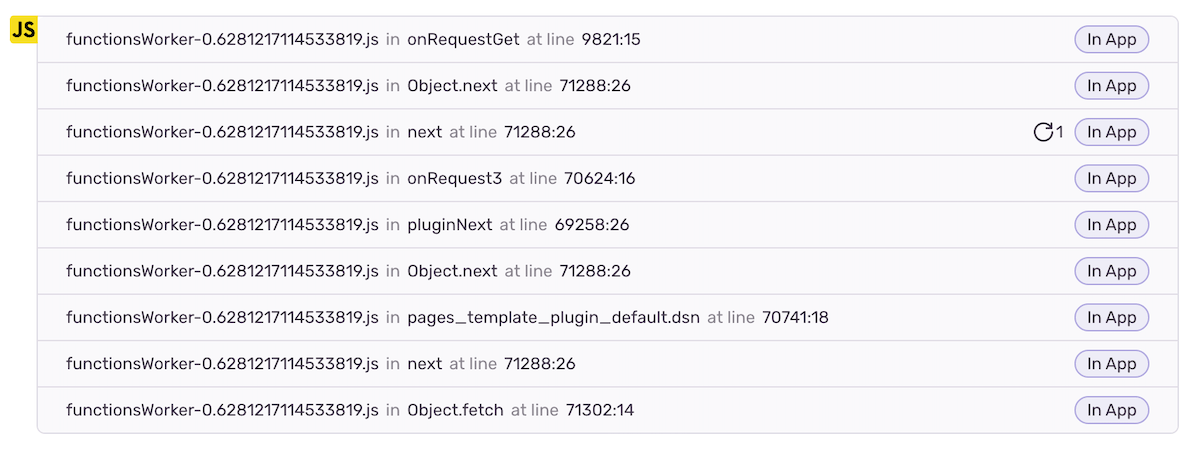 JS
functionsWorker-0.6281217114533819.js in onRequestGet at line 9821:15 In App
functionsWorker-0.6281217114533819.js in Object.next at line 71288:26 In App
functionsWorker-0.6281217114533819.js in next at line 71288:26 1 In App
functionsWorker-0.6281217114533819.js in onRequest3 at line 70624:16 In App
functionsWorker-0.6281217114533819.js in pluginNext at line 69258:26 In App
functionsWorker-0.6281217114533819.js in Object.next at line 71288:26 In App
functionsWorker-0.6281217114533819.js in pages_template_plugin_default.dsn at line 70741:18 In App
functionsWorker-0.6281217114533819.js in next at line 71288:26 In App
functionsWorker-0.6281217114533819.js in Object.fetch at line 71302:14 In App